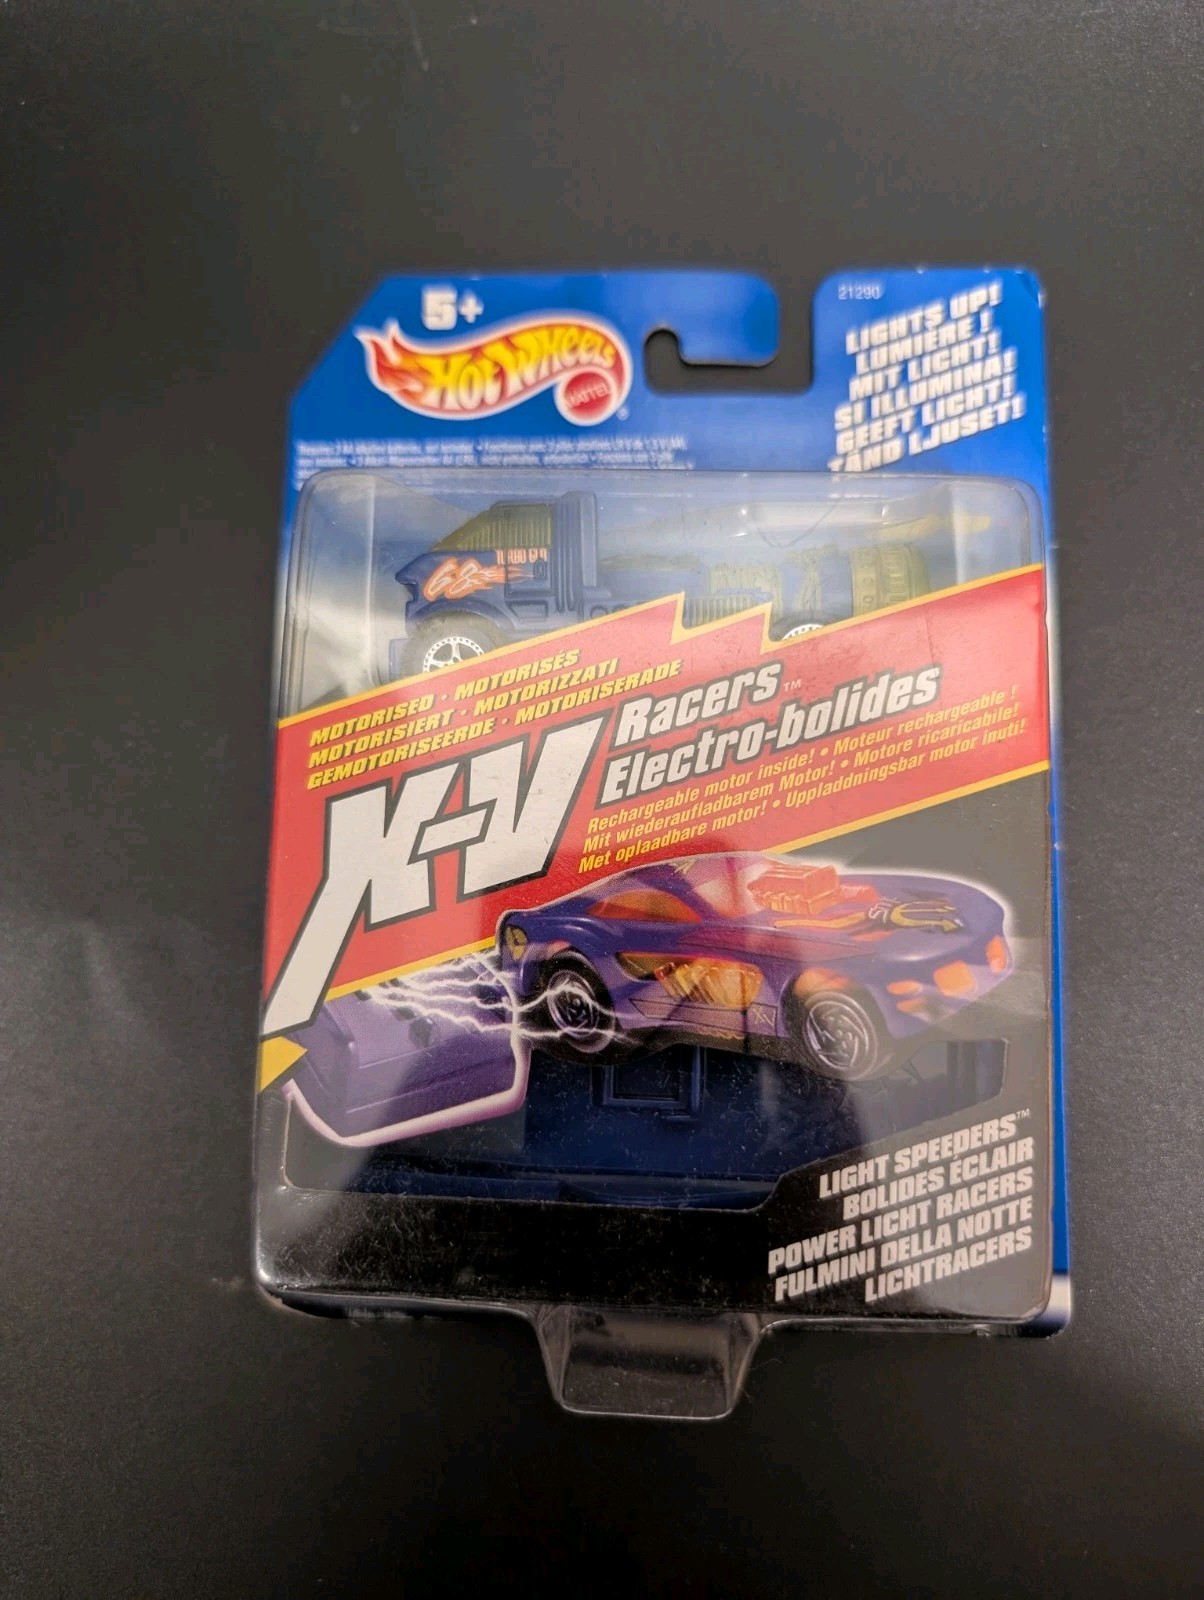 5+
HOT WHEELS
MATTEL
21290
LIGHTS UP!
LUMIÈRE !
MIT LICHT!
SI ILLUMINA!
GEEFT LICHT!
TÄND LJUSET!
68
MOTORISED · MOTORISÉS
MOTORISIERT · MOTORIZZATI
GEMOTORISEERDE · MOTORISERADE
X-V
Racers™
Electro-bolides
Rechargeable motor inside! • Moteur rechargeable !
Mit wiederaufladbarem Motor! • Motore ricaricabile!
Met oplaadbare motor! • Uppladdningsbar motor inuti!
LIGHT SPEEDERS™
BOLIDES ÉCLAIR
POWER LIGHT RACERS
FULMINI DELLA NOTTE
LICHTRACERS